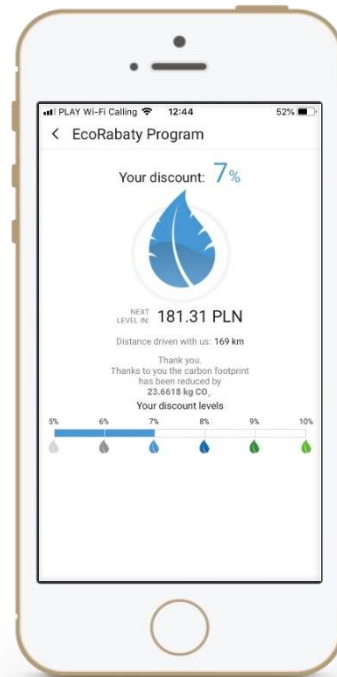 PLAY Wi-Fi Calling 12:44 52%
< EcoRabaty Program
Your discount: 7%
NEXT
LEVEL IN: 181.31 PLN
Distance driven with us: 169 km
Thank you.
Thanks to you the carbon footprint
has been reduced by
23.6618 kg CO₂.
Your discount levels
5% 6% 7% 8% 9% 10%